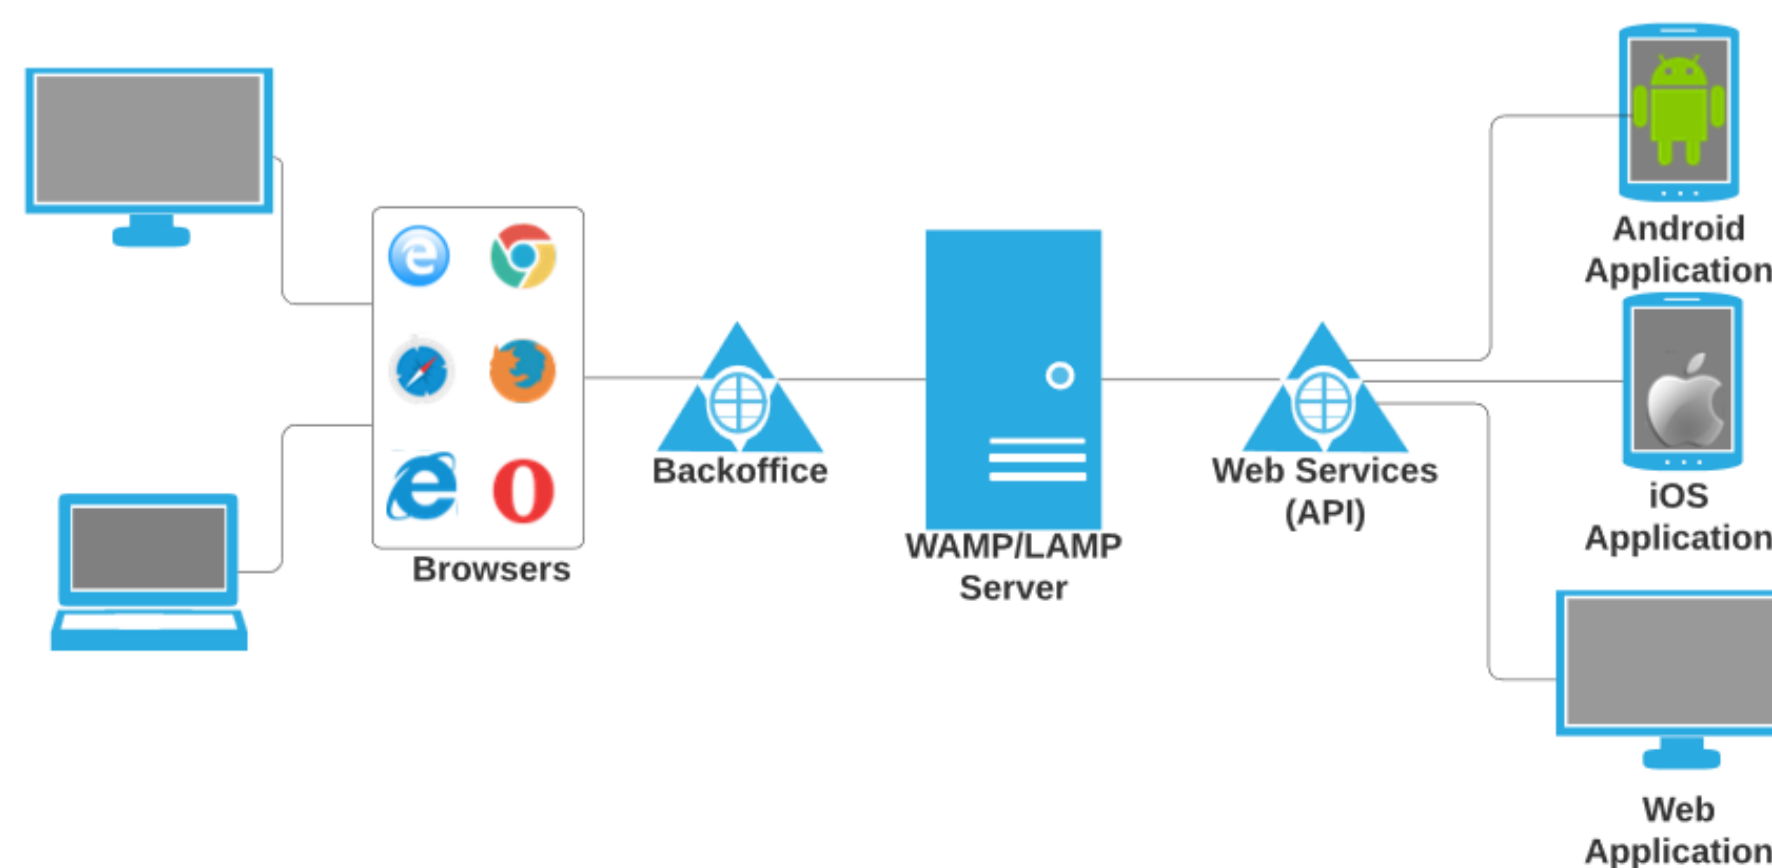 Browsers
Backoffice
WAMP/LAMP
Server
Web Services
(API)
Android
Application
iOS
Application
Web
Application